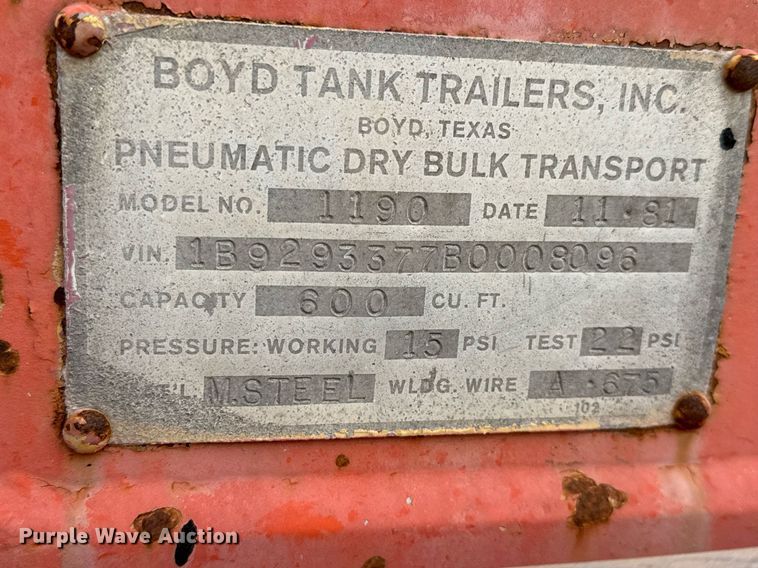 BOYD TANK TRAILERS, INC.
BOYD, TEXAS
PNEUMATIC DRY BULK TRANSPORT
MODEL NO. 1190 DATE 11·81
VIN. 1B9293377B0008096
CAPACITY 600 CU. FT.
PRESSURE: WORKING 15 PSI TEST 22 PSI
T'L. M.STEEL WLDG. WIRE A·675
102
Purple Wave Auction